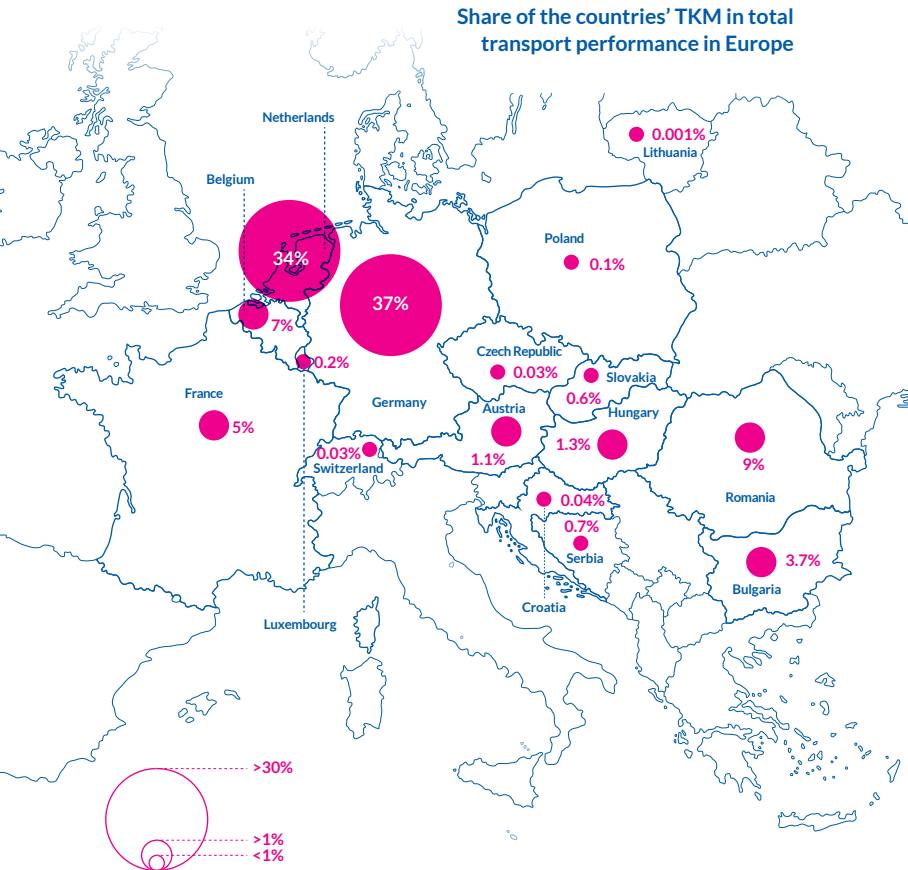 Share of the countries’ TKM in total
transport performance in Europe
Netherlands
0.001%
Lithuania
Belgium
Poland
0.1%
34%
37%
7%
Czech Republic
0.03%
Slovakia
0.6%
0.2%
France
5%
Germany
Austria
1.1%
Hungary
1.3%
0.03%
Switzerland
9%
Romania
0.04%
0.7%
Serbia
3.7%
Bulgaria
Croatia
Luxembourg
>30%
>1%
<1%